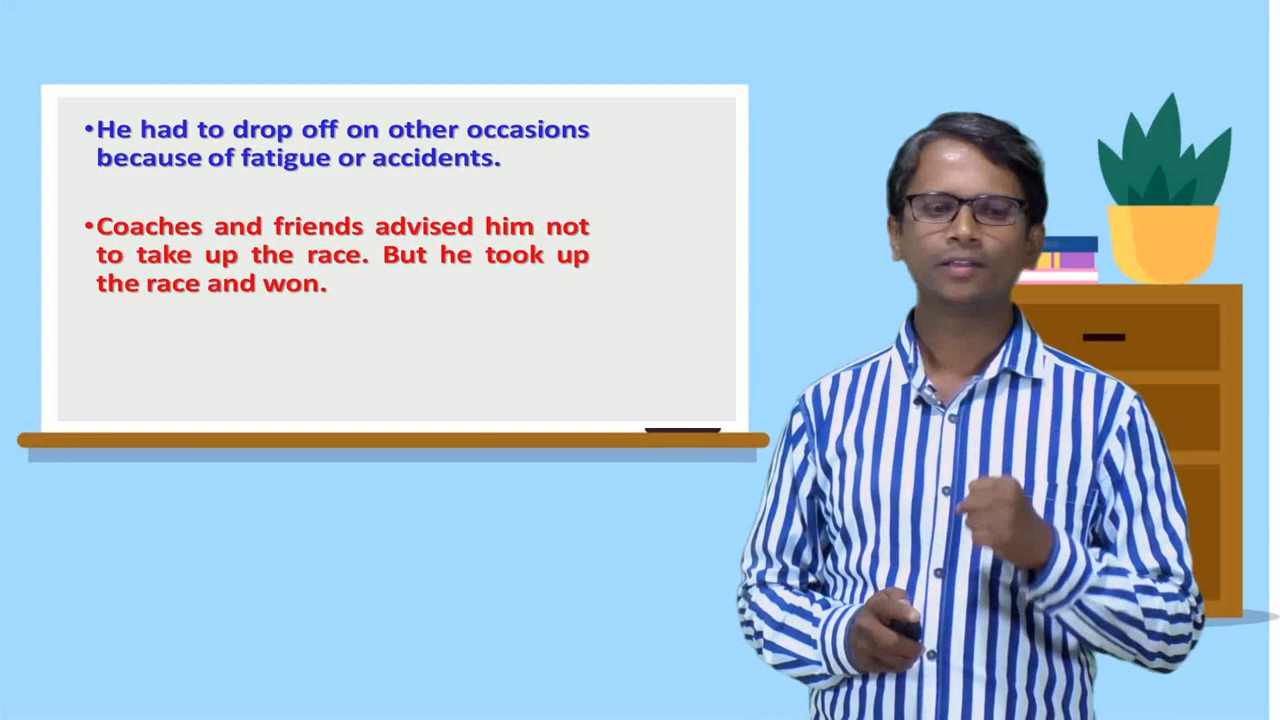 •He had to drop off on other occasions
because of fatigue or accidents.
•Coaches and friends advised him not
to take up the race. But he took up
the race and won.